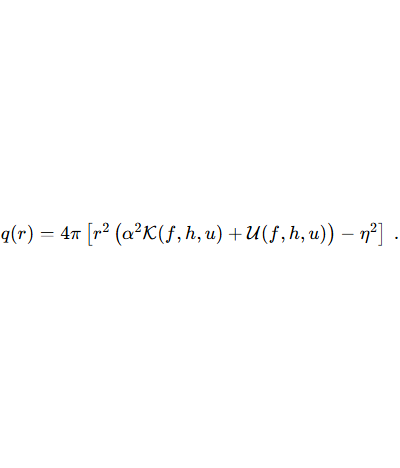 q(r) = 4π [r² (α²𝒦(f, h, u) + 𝒰(f, h, u)) − η²] .